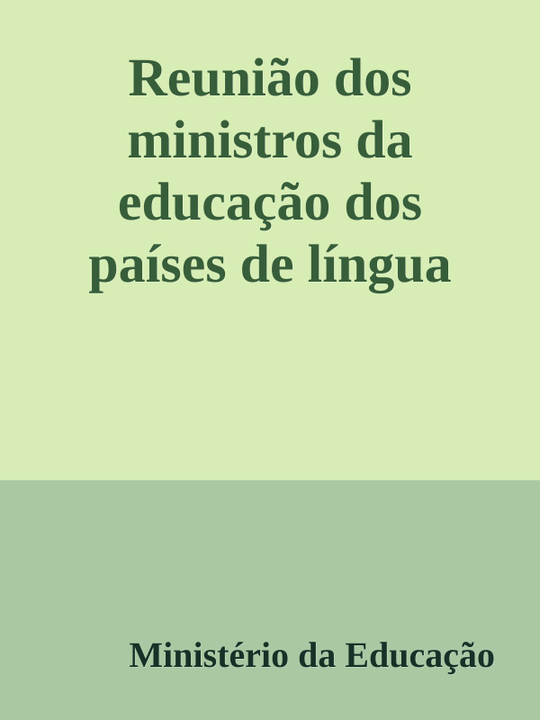 Reunião dos
ministros da
educação dos
países de língua
Ministério da Educação